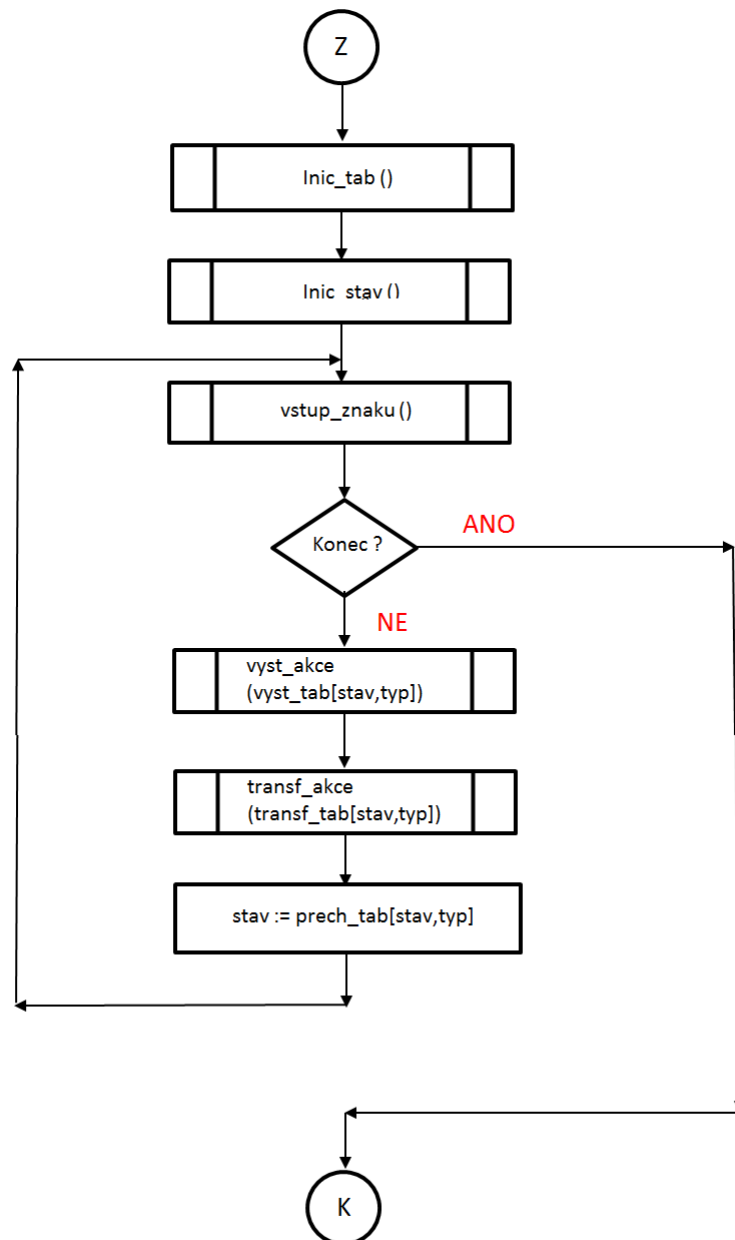 Z
Inic_tab ()
Inic_stav ()
vstup_znaku ()
Konec ?
ANO
NE
vyst_akce
(vyst_tab[stav,typ])
transf_akce
(transf_tab[stav,typ])
stav := prech_tab[stav,typ]
K